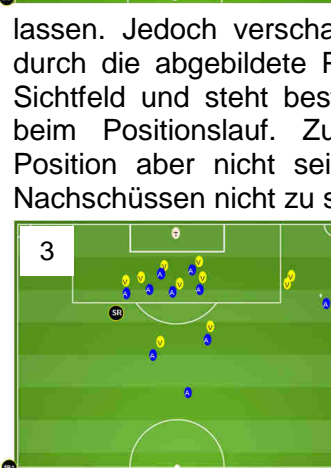 lassen. Jedoch verscha
durch die abgebildete
Sichtfeld und steht best
beim Positionslauf. Zu
Position aber nicht sei
Nachschüssen nicht zu s
3
T
V
V
V
V
V
V
V
V
A
A
A
A
A
A
SR
V
V
A
A
A